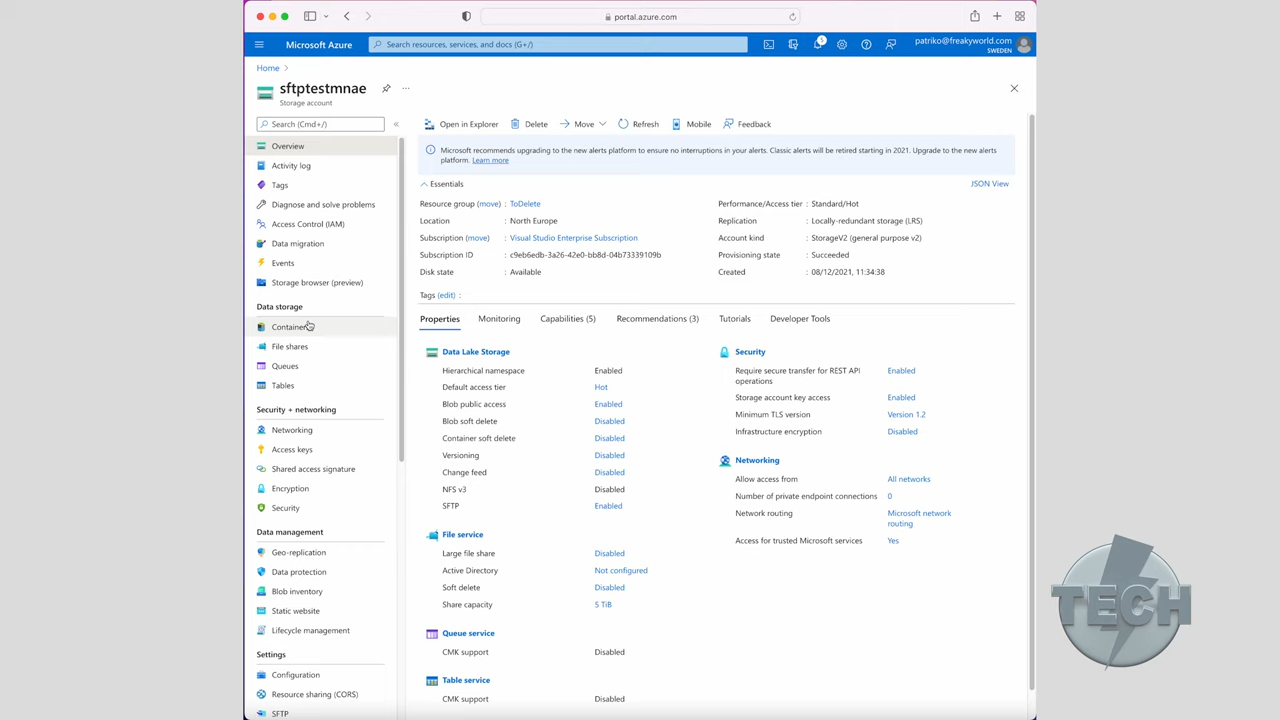 portal.azure.com
Microsoft Azure
Search resources, services, and docs (G+/)
5
patriko@freakyworld.com
SWEDEN
Home >
sftptestmnae
Storage account
Search (Cmd+/)
Overview
Activity log
Tags
Diagnose and solve problems
Access Control (IAM)
Data migration
Events
Storage browser (preview)
Data storage
Containers
File shares
Queues
Tables
Security + networking
Networking
Access keys
Shared access signature
Encryption
Security
Data management
Geo-replication
Data protection
Blob inventory
Static website
Lifecycle management
Settings
Configuration
Resource sharing (CORS)
SFTP
Open in Explorer
Delete
Move
Refresh
Mobile
Feedback
Microsoft recommends upgrading to the new alerts platform to ensure no interruptions in your alerts. Classic alerts will be retired starting in 2021. Upgrade to the new alerts
platform. Learn more
Essentials
JSON View
Resource group (move) : ToDelete
Location : North Europe
Subscription (move) : Visual Studio Enterprise Subscription
Subscription ID : c9eb6edb-3a26-42e0-bb8d-04b73339109b
Disk state : Available
Performance/Access tier : Standard/Hot
Replication : Locally-redundant storage (LRS)
Account kind : StorageV2 (general purpose v2)
Provisioning state : Succeeded
Created : 08/12/2021, 11:34:38
Tags (edit) :
Properties
Monitoring
Capabilities (5)
Recommendations (3)
Tutorials
Developer Tools
Data Lake Storage
Hierarchical namespace Enabled
Default access tier Hot
Blob public access Enabled
Blob soft delete Disabled
Container soft delete Disabled
Versioning Disabled
Change feed Disabled
NFS v3 Disabled
SFTP Enabled
File service
Large file share Disabled
Active Directory Not configured
Soft delete Disabled
Share capacity 5 TiB
Queue service
CMK support Disabled
Table service
CMK support Disabled
Security
Require secure transfer for REST API Enabled
operations
Storage account key access Enabled
Minimum TLS version Version 1.2
Infrastructure encryption Disabled
Networking
Allow access from All networks
Number of private endpoint connections 0
Network routing Microsoft network
routing
Access for trusted Microsoft services Yes
TECH